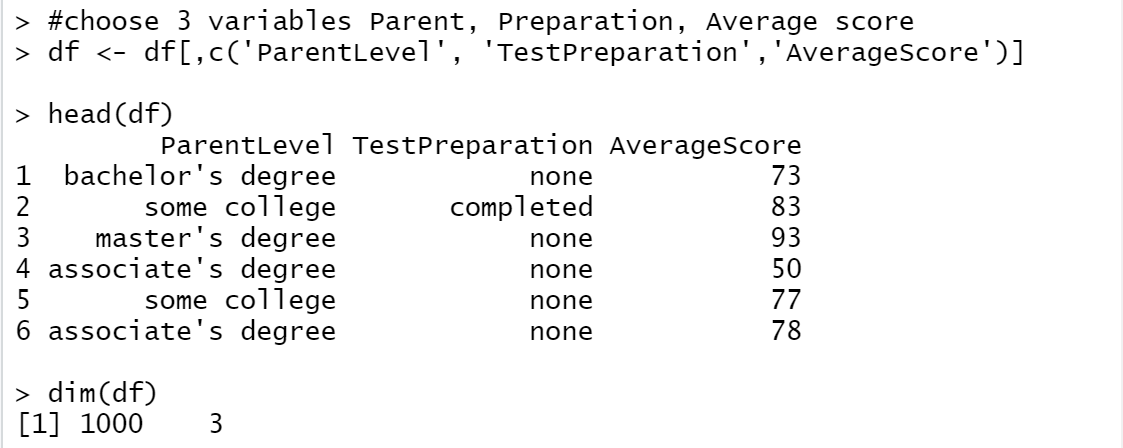 > #choose 3 variables Parent, Preparation, Average score
> df <- df[,c('ParentLevel', 'TestPreparation','AverageScore')]
> head(df)
ParentLevel TestPreparation AverageScore
1 bachelor's degree none 73
2 some college completed 83
3 master's degree none 93
4 associate's degree none 50
5 some college none 77
6 associate's degree none 78
> dim(df)
[1] 1000 3